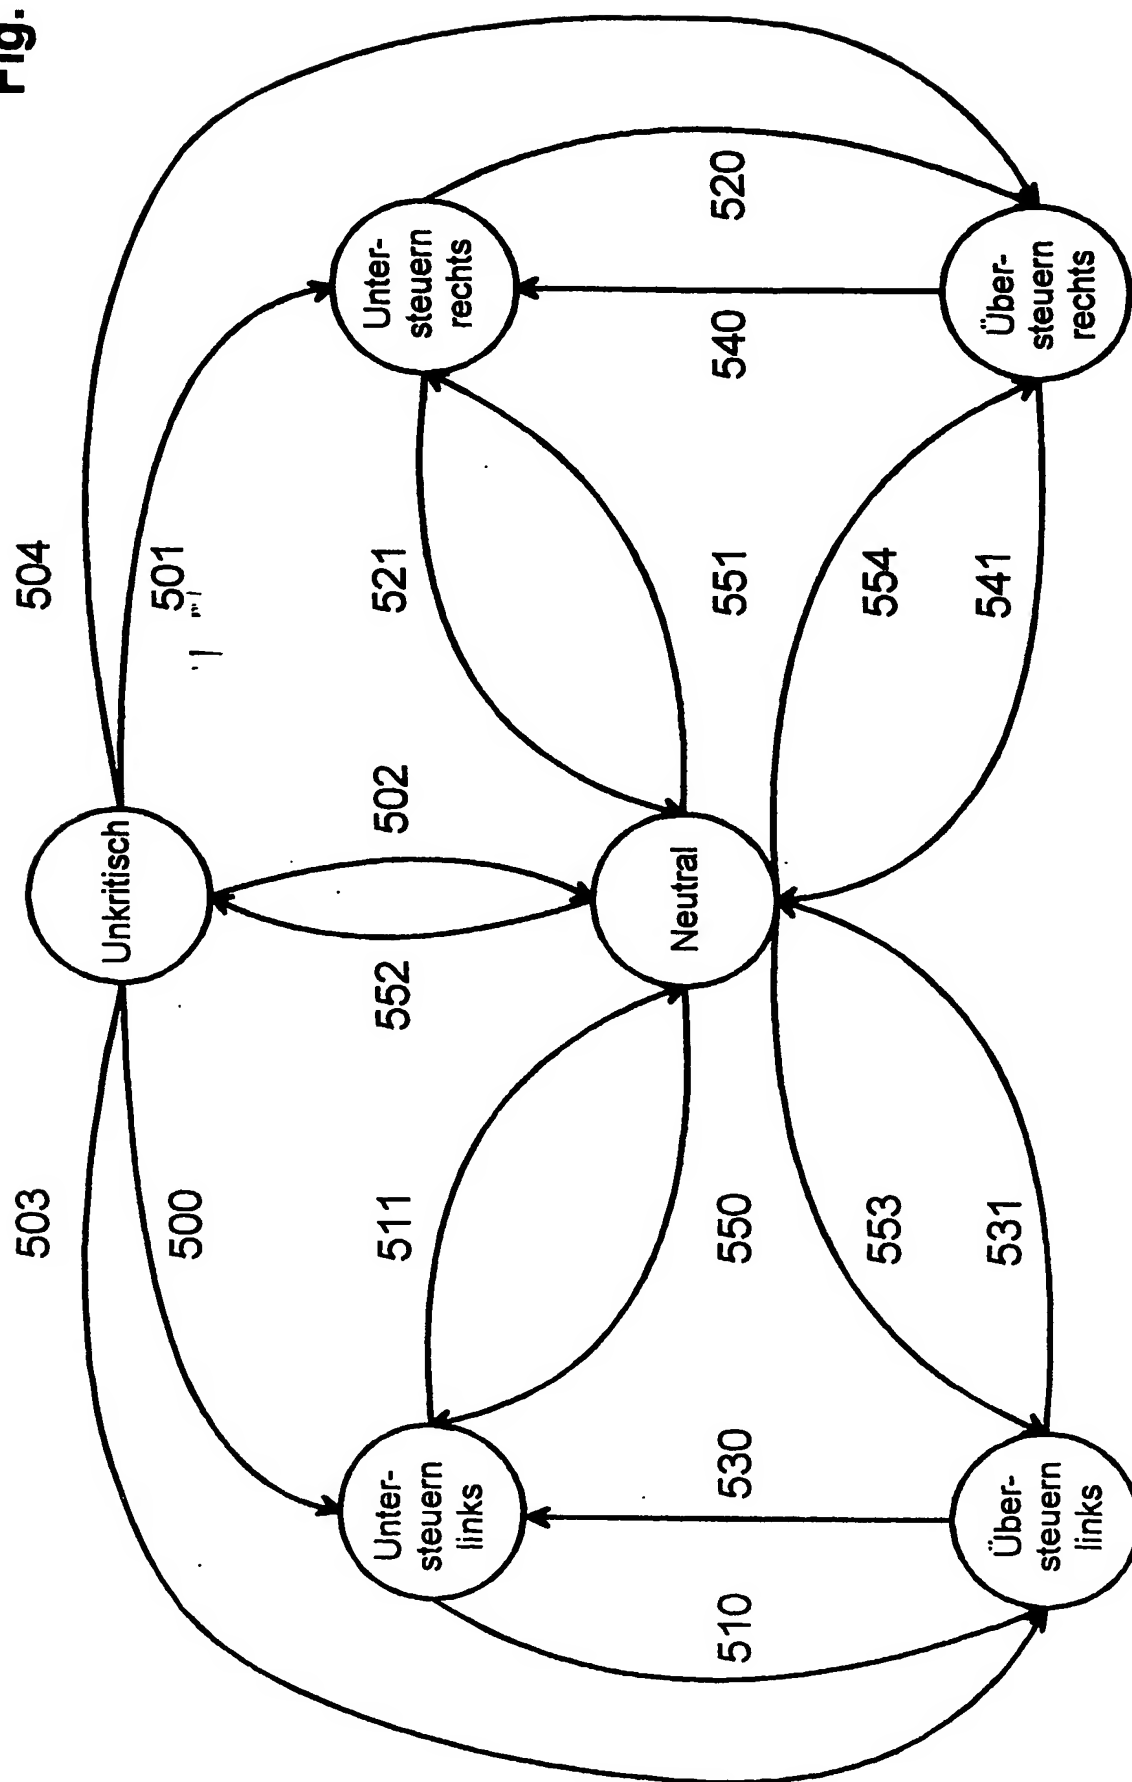 Fig.
503
504
500
501
Unkritisch
552
502
511
521
Unter-
steuern
links
Unter-
steuern
rechts
Neutral
510
530
550
551
540
520
553
554
531
541
Über-
steuern
links
Über-
steuern
rechts